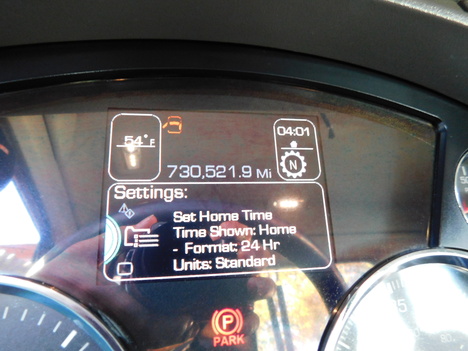 54°F
04:01
N
730,521.9 Mi
Settings:
Set Home Time
Time Shown: Home
- Format: 24 Hr
Units: Standard
P
PARK